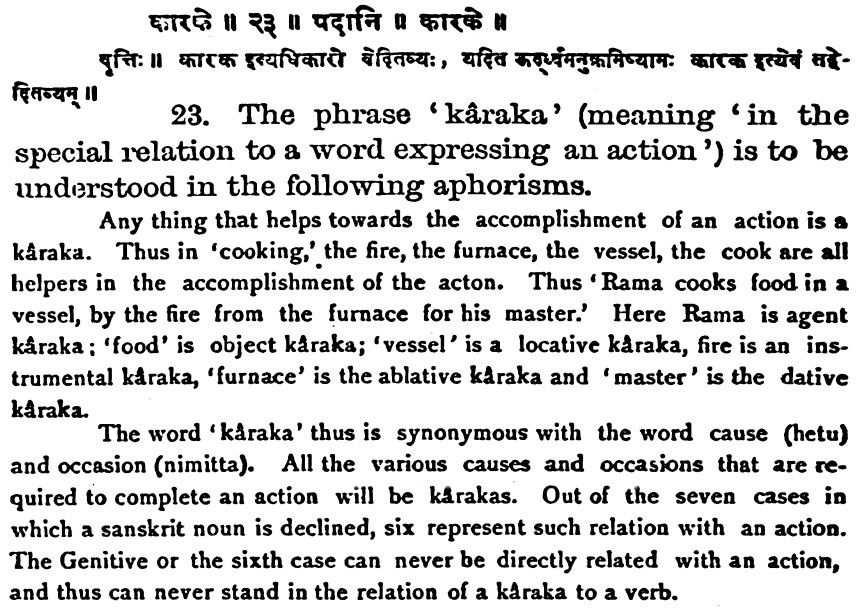 कारके ॥ २३ ॥ पदानि ॥ कारके ॥
वृत्तिः ॥ कारक इत्यधिकारो वेदितव्यः, यदित ऊर्ध्वमनुक्रमिष्यामः कारक इत्येवं तद्वे-
दितव्यम् ॥
23. The phrase ‘kâraka’ (meaning ‘in the
special relation to a word expressing an action’) is to be
understood in the following aphorisms.
Any thing that helps towards the accomplishment of an action is a
kâraka. Thus in ‘cooking,’ the fire, the furnace, the vessel, the cook are all
helpers in the accomplishment of the acton. Thus ‘Rama cooks food in a
vessel, by the fire from the furnace for his master.’ Here Rama is agent
kâraka; ‘food’ is object kâraka; ‘vessel’ is a locative kâraka, fire is an ins-
trumental kâraka, ‘furnace’ is the ablative kâraka and ‘master’ is the dative
kâraka.
The word ‘kâraka’ thus is synonymous with the word cause (hetu)
and occasion (nimitta). All the various causes and occasions that are re-
quired to complete an action will be kârakas. Out of the seven cases in
which a sanskrit noun is declined, six represent such relation with an action.
The Genitive or the sixth case can never be directly related with an action,
and thus can never stand in the relation of a kâraka to a verb.